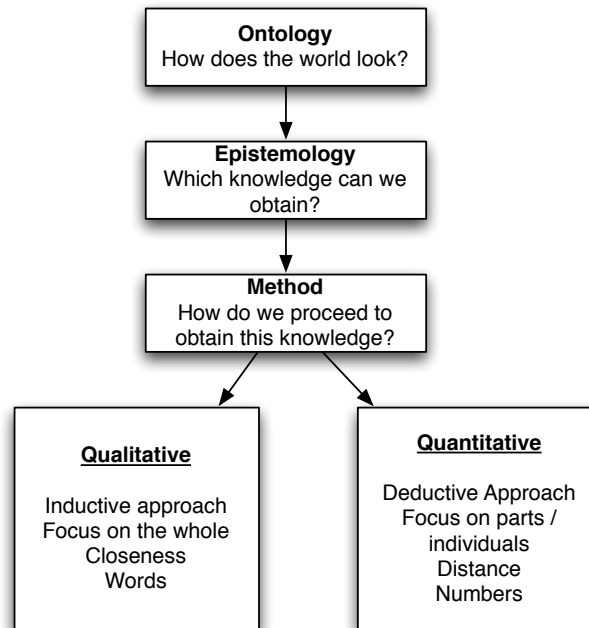 Ontology
How does the world look?
Epistemology
Which knowledge can we
obtain?
Method
How do we proceed to
obtain this knowledge?
Qualitative
Inductive approach
Focus on the whole
Closeness
Words
Quantitative
Deductive Approach
Focus on parts /
individuals
Distance
Numbers